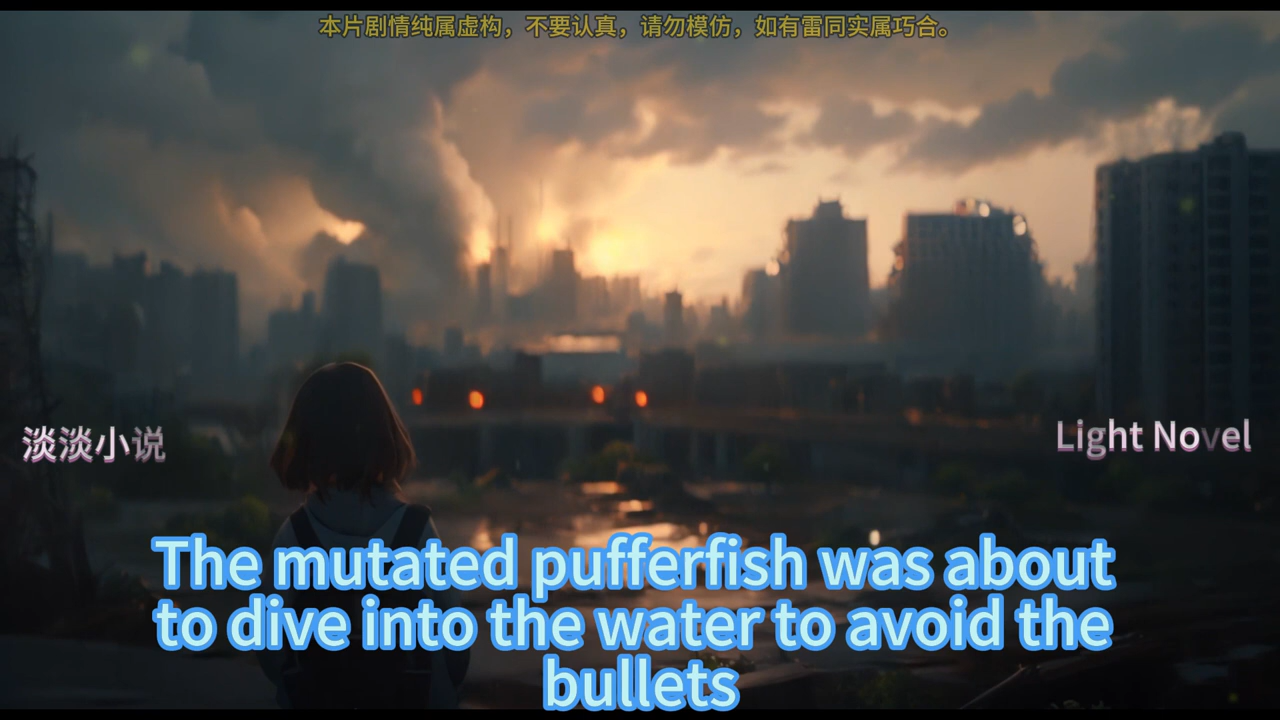 本片剧情纯属虚构，不要认真，请勿模仿，如有雷同实属巧合。
淡淡小说
Light Novel
The mutated pufferfish was about
to dive into the water to avoid the
bullets